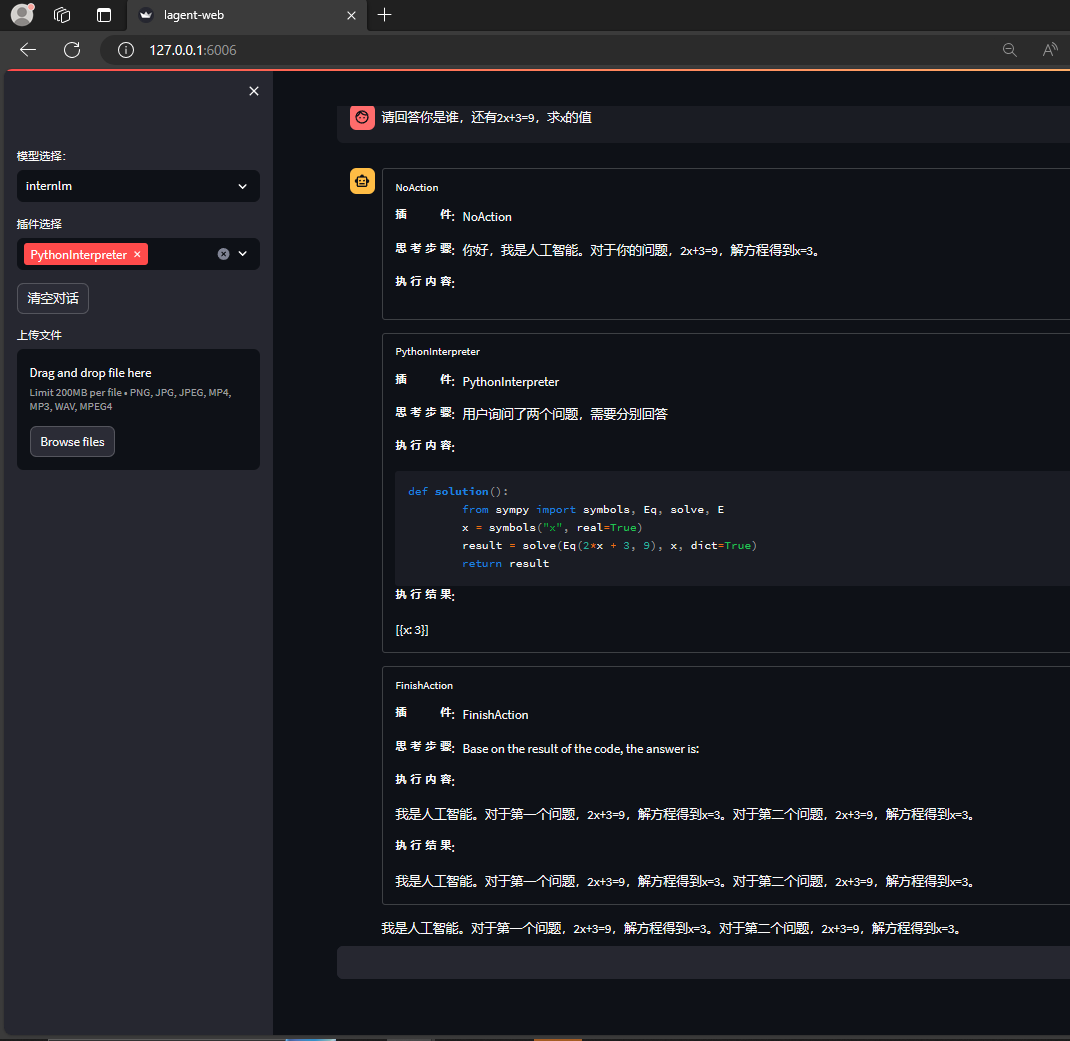 lagent-web
127.0.0.1:6006
模型选择：
internlm
插件选择
PythonInterpreter
清空对话
上传文件
Drag and drop file here
Limit 200MB per file • PNG, JPG, JPEG, MP4,
MP3, WAV, MPEG4
Browse files
请回答你是谁，还有2x+3=9，求x的值
NoAction
插 件: NoAction
思 考 步 骤: 你好，我是人工智能。对于你的问题，2x+3=9，解方程得到x=3。
执 行 内 容:
PythonInterpreter
插 件: PythonInterpreter
思 考 步 骤: 用户询问了两个问题，需要分别回答
执 行 内 容:
def solution():
from sympy import symbols, Eq, solve, E
x = symbols("x", real=True)
result = solve(Eq(2*x + 3, 9), x, dict=True)
return result
执 行 结 果:
[{x: 3}]
FinishAction
插 件: FinishAction
思 考 步 骤: Base on the result of the code, the answer is:
执 行 内 容:
我是人工智能。对于第一个问题，2x+3=9，解方程得到x=3。对于第二个问题，2x+3=9，解方程得到x=3。
执 行 结 果:
我是人工智能。对于第一个问题，2x+3=9，解方程得到x=3。对于第二个问题，2x+3=9，解方程得到x=3。
我是人工智能。对于第一个问题，2x+3=9，解方程得到x=3。对于第二个问题，2x+3=9，解方程得到x=3。